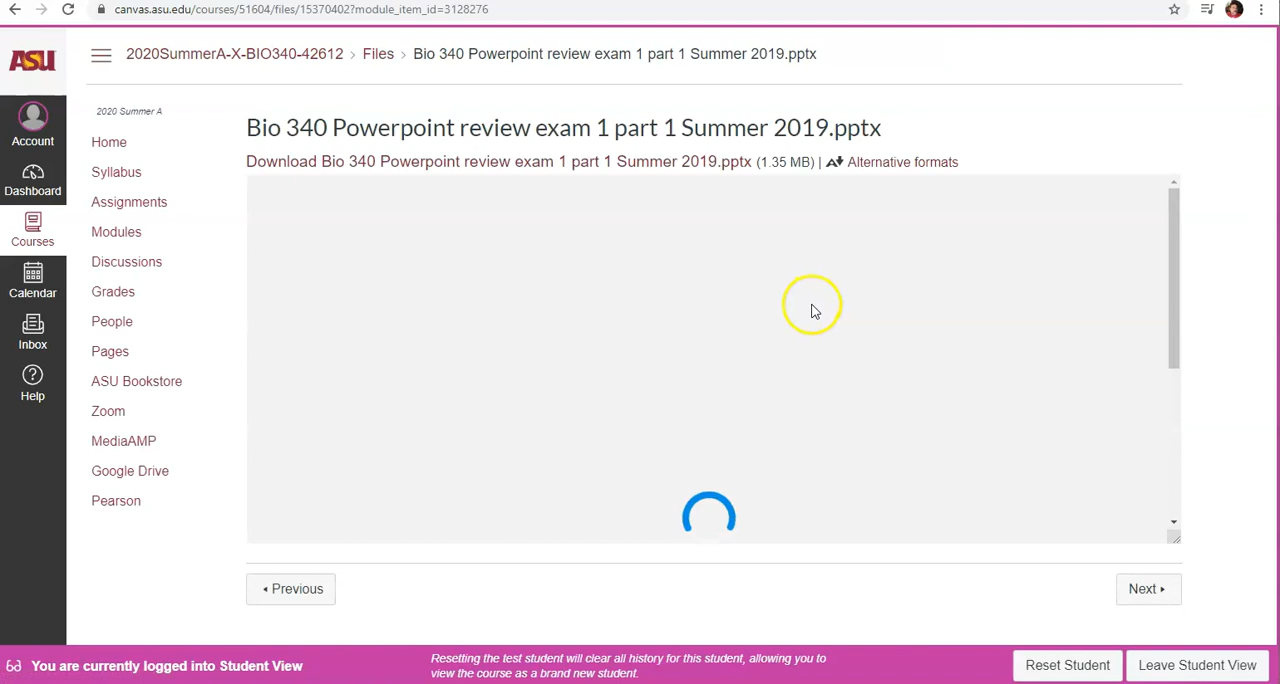 canvas.asu.edu/courses/51604/files/15370402?module_item_id=3128276
ASU
2020SummerA-X-BIO340-42612 › Files › Bio 340 Powerpoint review exam 1 part 1 Summer 2019.pptx
Account
Dashboard
Courses
Calendar
Inbox
Help
2020 Summer A
Home
Syllabus
Assignments
Modules
Discussions
Grades
People
Pages
ASU Bookstore
Zoom
MediaAMP
Google Drive
Pearson
Bio 340 Powerpoint review exam 1 part 1 Summer 2019.pptx
Download Bio 340 Powerpoint review exam 1 part 1 Summer 2019.pptx (1.35 MB) | Alternative formats
Previous
Next
You are currently logged into Student View
Resetting the test student will clear all history for this student, allowing you to
view the course as a brand new student.
Reset Student
Leave Student View